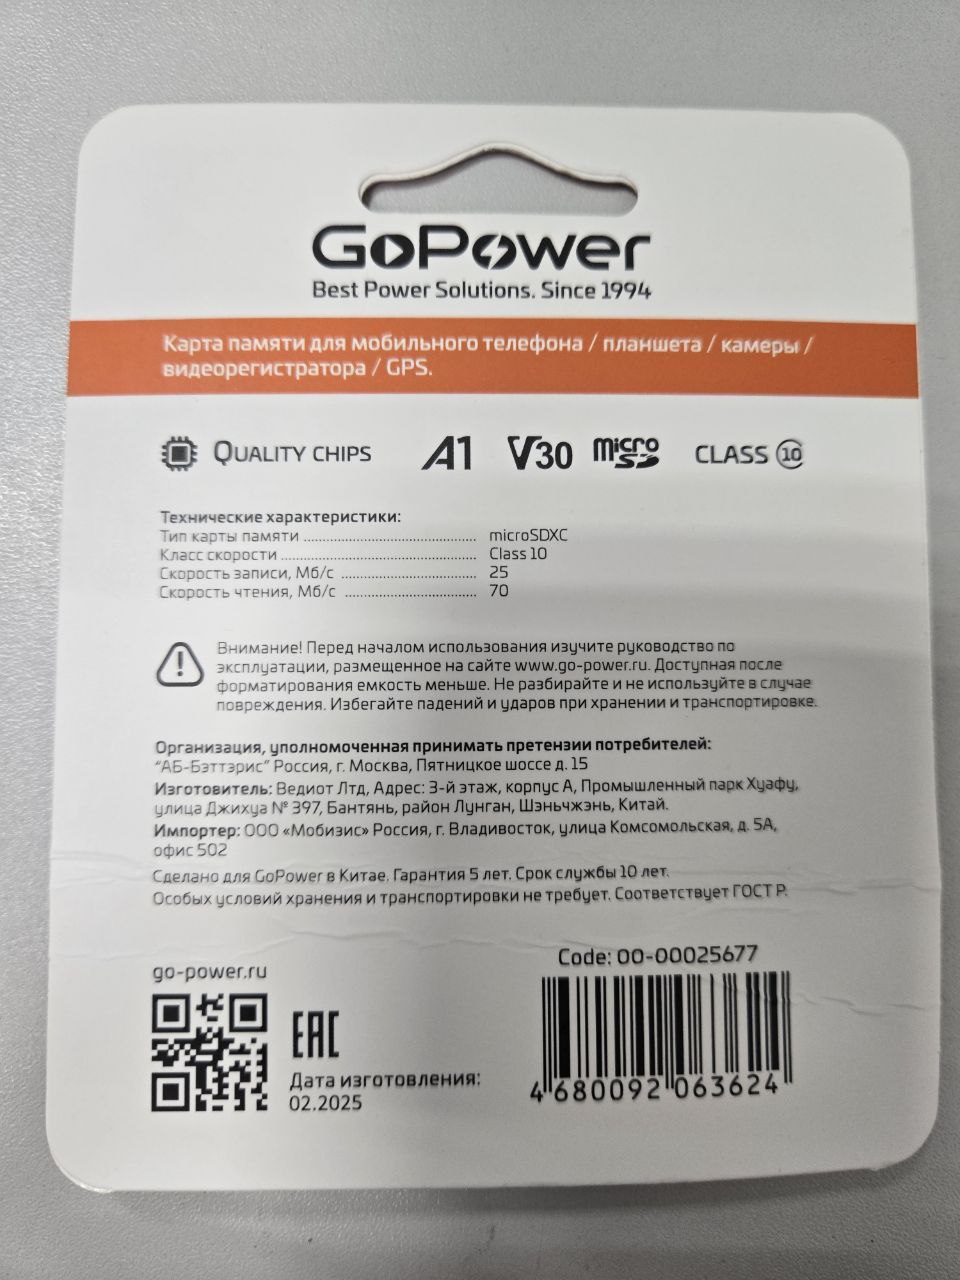 GoPower
Best Power Solutions. Since 1994
Карта памяти для мобильного телефона / планшета / камеры /
видеорегистратора / GPS.
QUALITY CHIPS A1 V30 micro SD CLASS 10
Технические характеристики:
Тип карты памяти ........................................ microSDXC
Класс скорости ............................................. Class 10
Скорость записи, Мб/с ............................... 25
Скорость чтения, Мб/с .............................. 70
Внимание! Перед началом использования изучите руководство по
эксплуатации, размещенное на сайте www.go-power.ru. Доступная после
форматирования емкость меньше. Не разбирайте и не используйте в случае
повреждения. Избегайте падений и ударов при хранении и транспортировке.
Организация, уполномоченная принимать претензии потребителей:
"АБ-Бэттэрис" Россия, г. Москва, Пятницкое шоссе д. 15
Изготовитель: Ведиот Лтд, Адрес: 3-й этаж, корпус А, Промышленный парк Хуафу,
улица Джихуа № 397, Бантянь, район Лунган, Шэньчжэнь, Китай.
Импортер: ООО «Мобизис» Россия, г. Владивосток, улица Комсомольская, д. 5А,
офис 502
Сделано для GoPower в Китае. Гарантия 5 лет. Срок службы 10 лет.
Особых условий хранения и транспортировки не требует. Соответствует ГОСТ Р.
Code: 00-00025677
go-power.ru
EAC
Дата изготовления:
02.2025
4 680092 063624